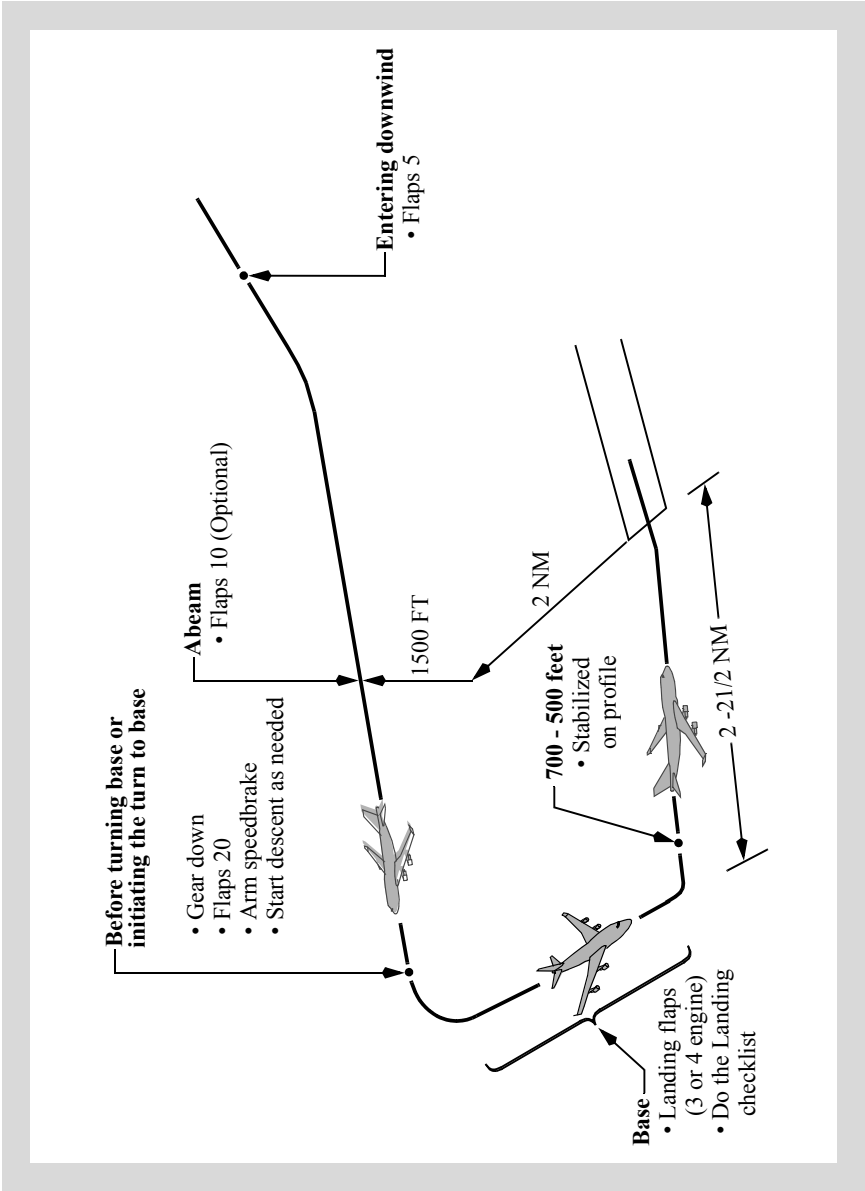 Before turning base or
initiating the turn to base
• Gear down
• Flaps 20
• Arm speedbrake
• Start descent as needed
Abeam
• Flaps 10 (Optional)
Entering downwind
• Flaps 5
1500 FT
2 NM
700 - 500 feet
• Stabilized
on profile
2 -21/2 NM
Base
• Landing flaps
(3 or 4 engine)
• Do the Landing
checklist